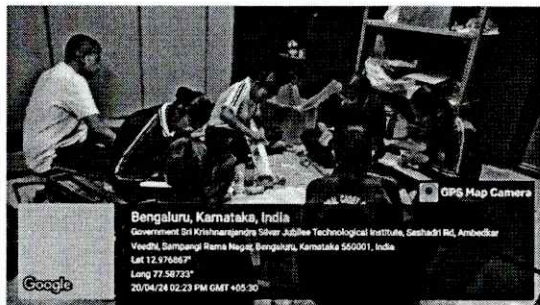 GPS Map Camera
Bengaluru, Karnataka, India
Government Sri Krishnarajendra Silver Jubilee Technological Institute, Seshadri Rd, Ambedkar
Veedhi, Sampangi Rama Nagar, Bengaluru, Karnataka 560001, India
Lat 12.976867°
Long 77.58733°
20/04/24 02:23 PM GMT +05:30
Google